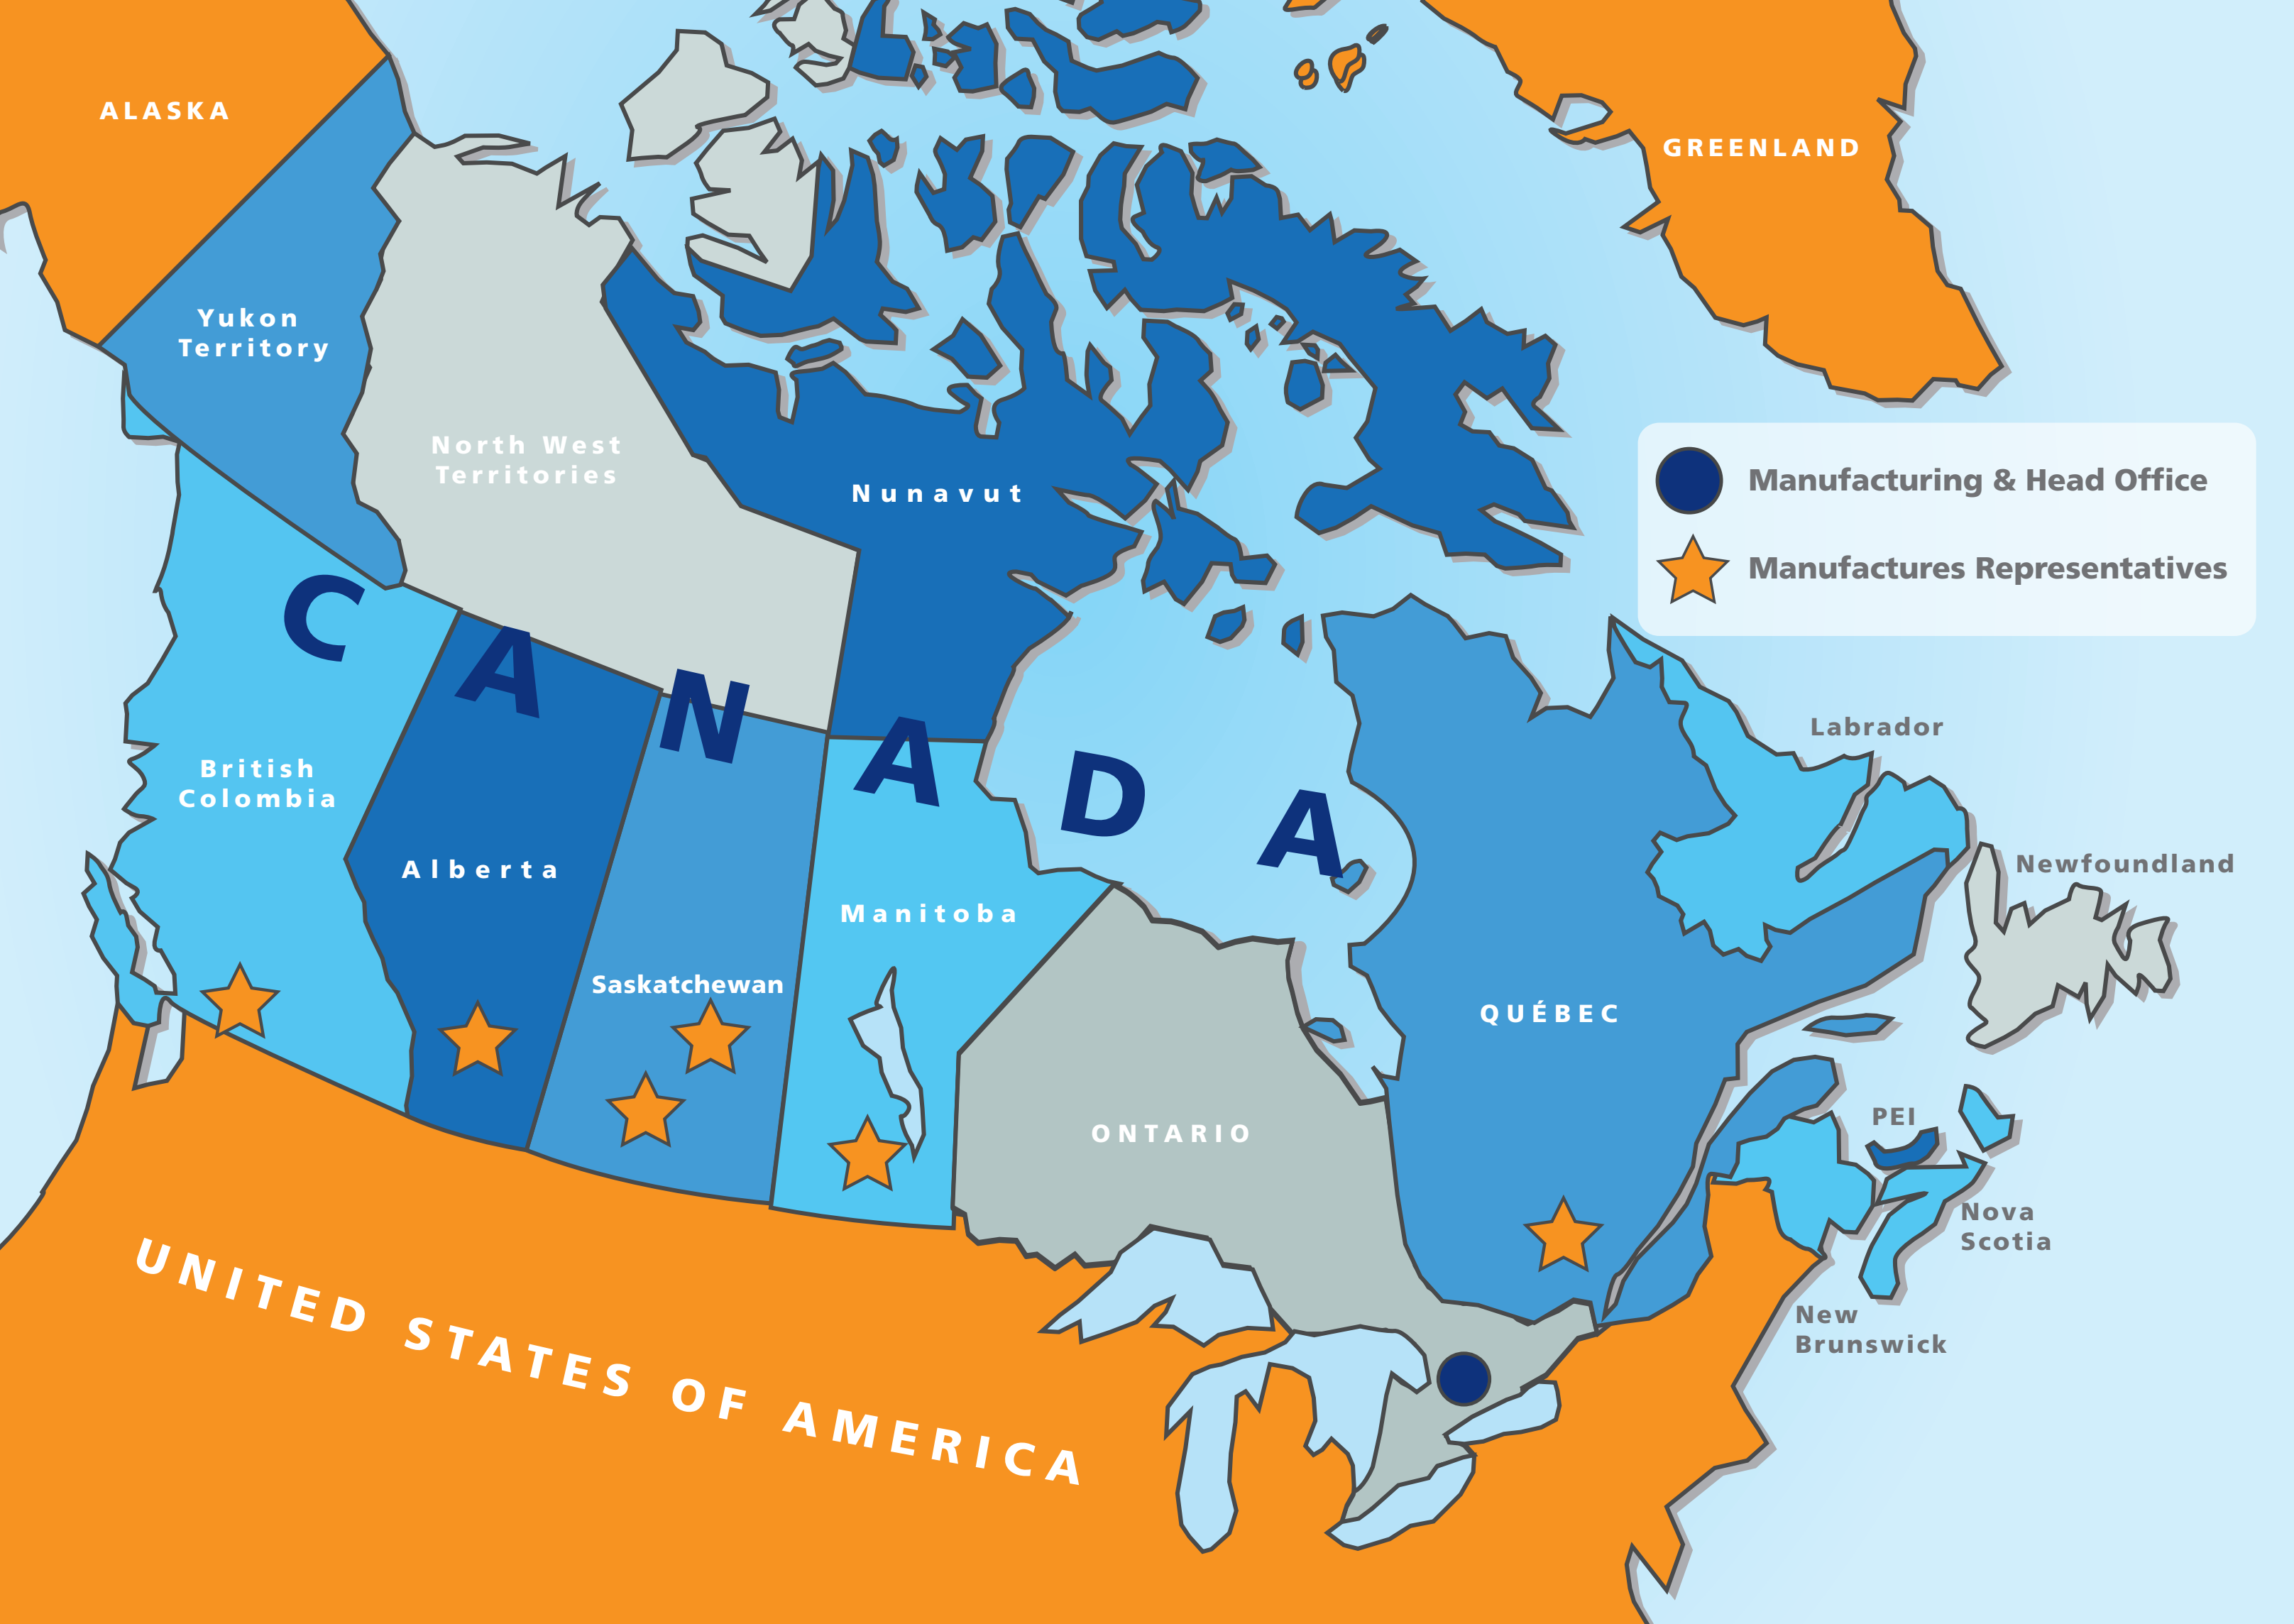 ALASKA
GREENLAND
Yukon
Territory
North West
Territories
Nunavut
Manufacturing & Head Office
Manufactures Representatives
CANADA
Labrador
British
Colombia
Alberta
Newfoundland
Manitoba
Saskatchewan
QUÉBEC
PEI
ONTARIO
Nova
Scotia
New
Brunswick
UNITED STATES OF AMERICA